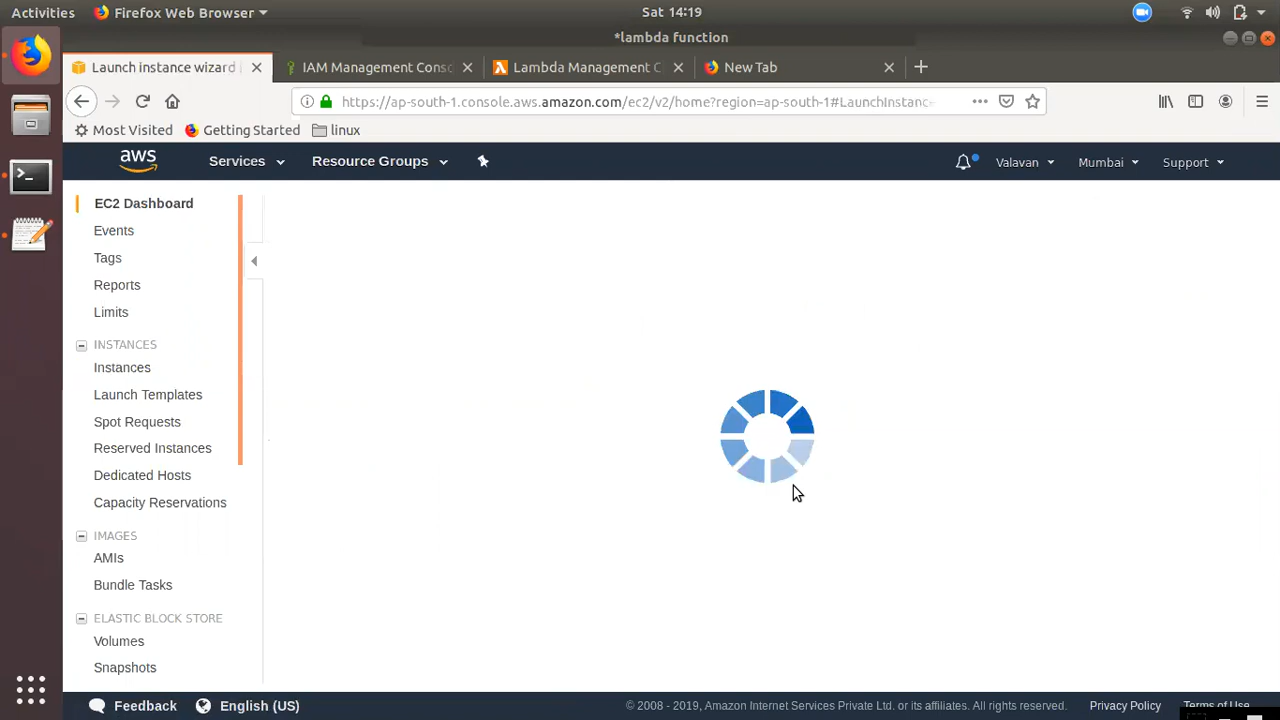 Activities Firefox Web Browser Sat 14:19
*lambda function
Launch instance wizard IAM Management Conso Lambda Management C New Tab
https://ap-south-1.console.aws.amazon.com/ec2/v2/home?region=ap-south-1#LaunchInstance
Most Visited Getting Started linux
aws Services Resource Groups Valavan Mumbai Support
EC2 Dashboard
Events
Tags
Reports
Limits
INSTANCES
Instances
Launch Templates
Spot Requests
Reserved Instances
Dedicated Hosts
Capacity Reservations
IMAGES
AMIs
Bundle Tasks
ELASTIC BLOCK STORE
Volumes
Snapshots
Feedback English (US) © 2008 - 2019, Amazon Internet Services Private Ltd. or its affiliates. All rights reserved. Privacy Policy Terms of Use